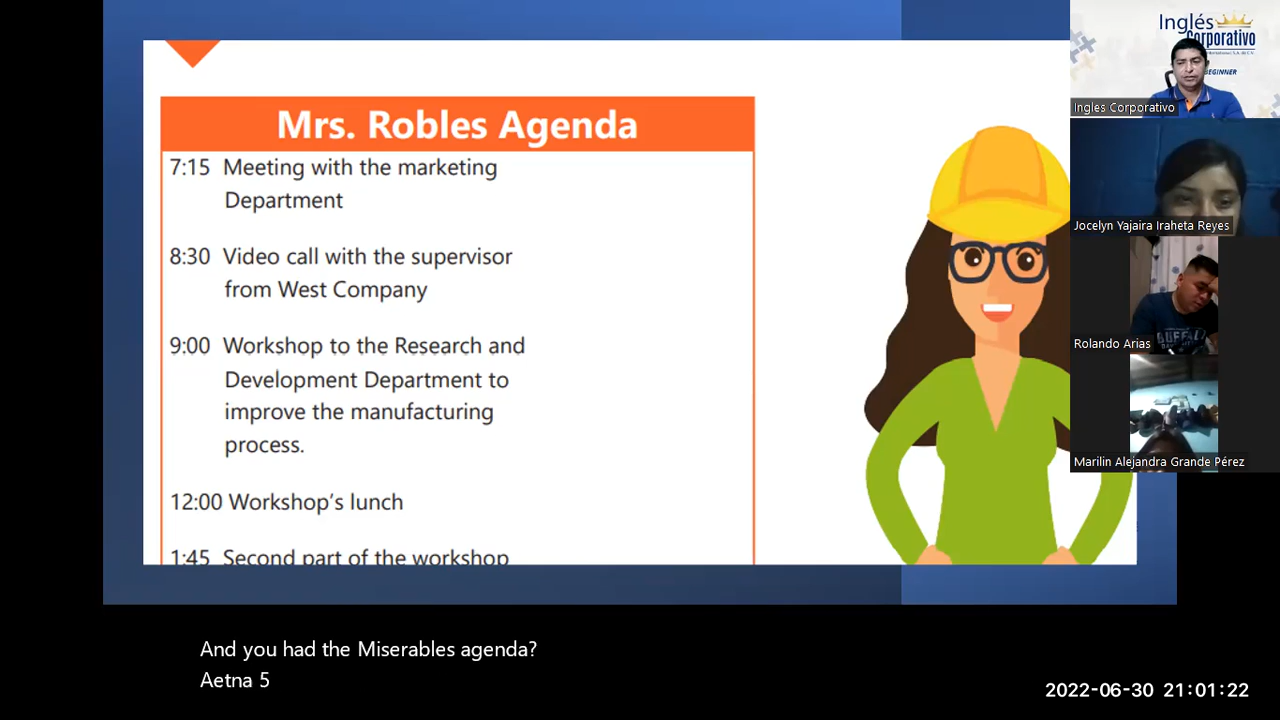 Mrs. Robles Agenda
7:15 Meeting with the marketing
Department
8:30 Video call with the supervisor
from West Company
9:00 Workshop to the Research and
Development Department to
improve the manufacturing
process.
12:00 Workshop's lunch
1:45 Second part of the workshop
Inglés
Corporativo
BEGINNER
Ingles Corporativo
Jocelyn Yajaira Iraheta Reyes
Rolando Arias
Marilin Alejandra Grande Pérez
And you had the Miserables agenda?
Aetna 5
2022-06-30 21:01:22